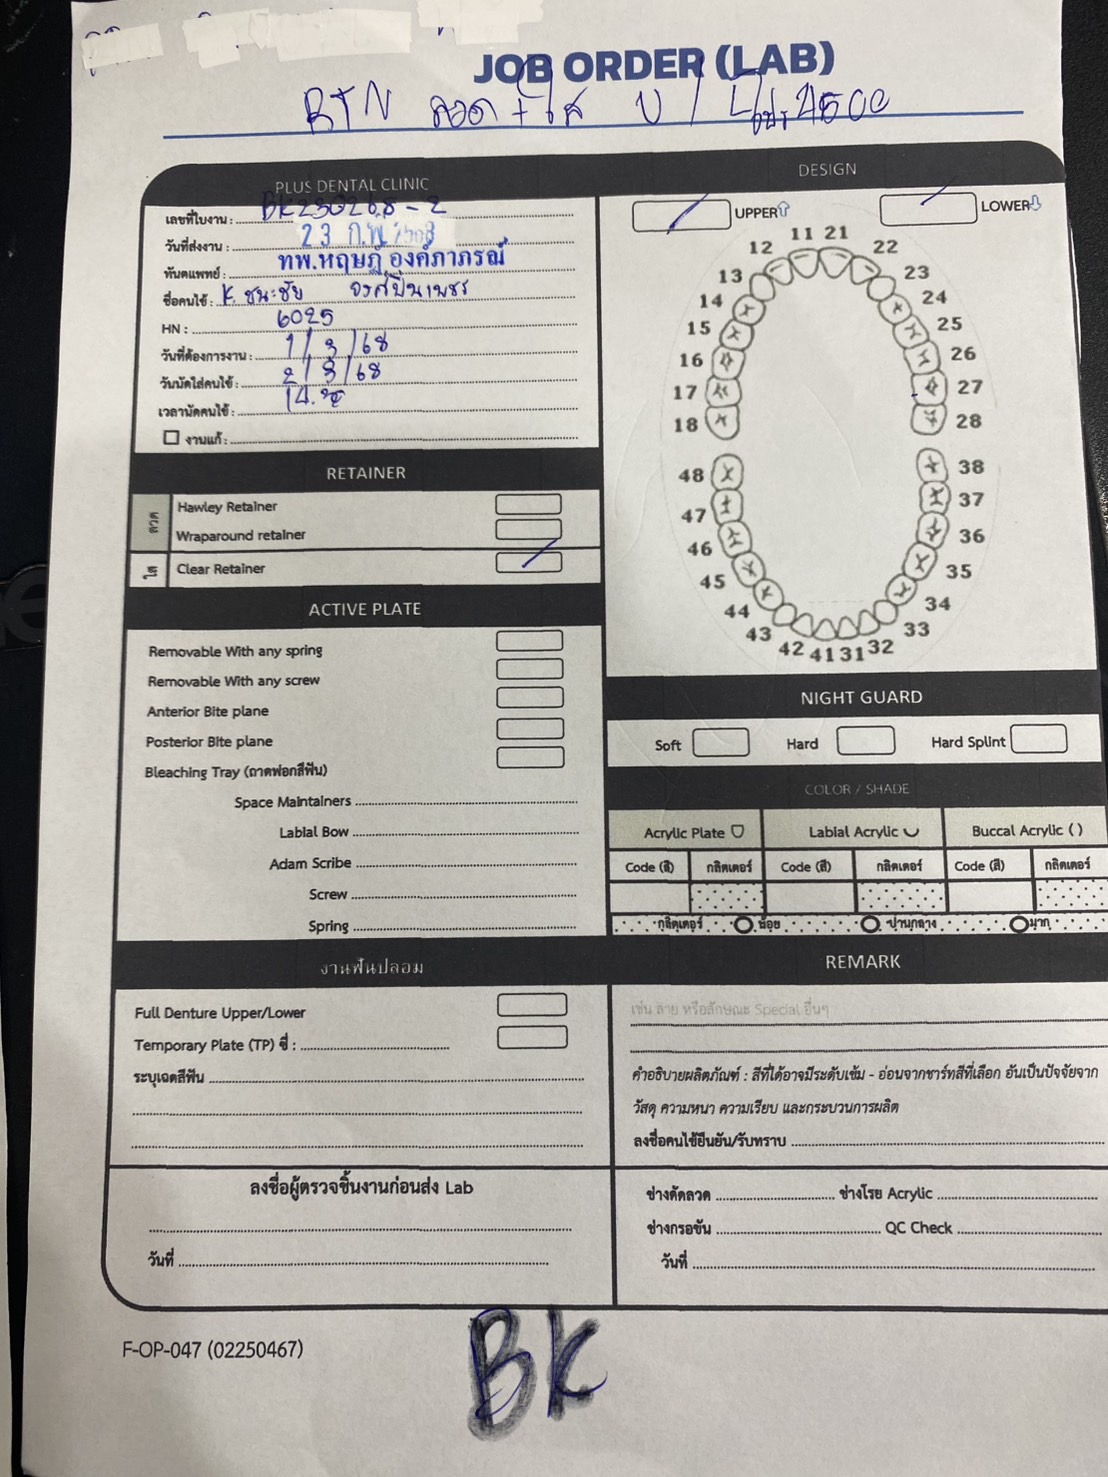 JOB ORDER (LAB)
RTN ลวด + ใส U / L 4500
PLUS DENTAL CLINIC
เลขที่ใบงาน : BK230268-2
วันที่ส่งงาน : 23 ก.พ. 2568
ทันตแพทย์ : ทพ.หฤษฎ์ องค์ภาภรณ์
ชื่อคนไข้ : K. ชนะชัย
HN : 6025
วันที่ต้องการงาน : 1/3/68
วันนัดใส่คนไข้ : 2/3/68
เวลานัดคนไข้ : 14.
งานแก้ :
DESIGN
UPPER
LOWER
11 21
12 22
13 23
14 24
15 25
16 26
17 27
18 28
48 38
47 37
46 36
45 35
44 34
43 33
42 41 31 32
RETAINER
ลวด
Hawley Retainer
Wraparound retainer
ใส
Clear Retainer
ACTIVE PLATE
Removable With any spring
Removable With any screw
Anterior Bite plane
Posterior Bite plane
Bleaching Tray (ถาดฟอกสีฟัน)
Space Maintainers
Labial Bow
Adam Scribe
Screw
Spring
NIGHT GUARD
Soft Hard Hard Splint
COLOR / SHADE
Acrylic Plate Labial Acrylic Buccal Acrylic ( )
Code (สี) กลิตเตอร์ Code (สี) กลิตเตอร์ Code (สี) กลิตเตอร์
กลิตเตอร์ น้อย ปานกลาง มาก
งานฟันปลอม
Full Denture Upper/Lower
Temporary Plate (TP) ซี่ :
ระบุเฉดสีฟัน
REMARK
เช่น ลาย หรือลักษณะ Special อื่นๆ
คำอธิบายผลิตภัณฑ์ : สีที่ได้อาจมีระดับเข้ม - อ่อนจากชาร์ทสีที่เลือก อันเป็นปัจจัยจาก
วัสดุ ความหนา ความเรียบ และกระบวนการผลิต
ลงชื่อคนไข้ยืนยัน/รับทราบ
ลงชื่อผู้ตรวจชิ้นงานก่อนส่ง Lab
วันที่
ช่างดัดลวด ช่างโรย Acrylic
ช่างกรอขัน QC Check
วันที่
F-OP-047 (02250467)
BK